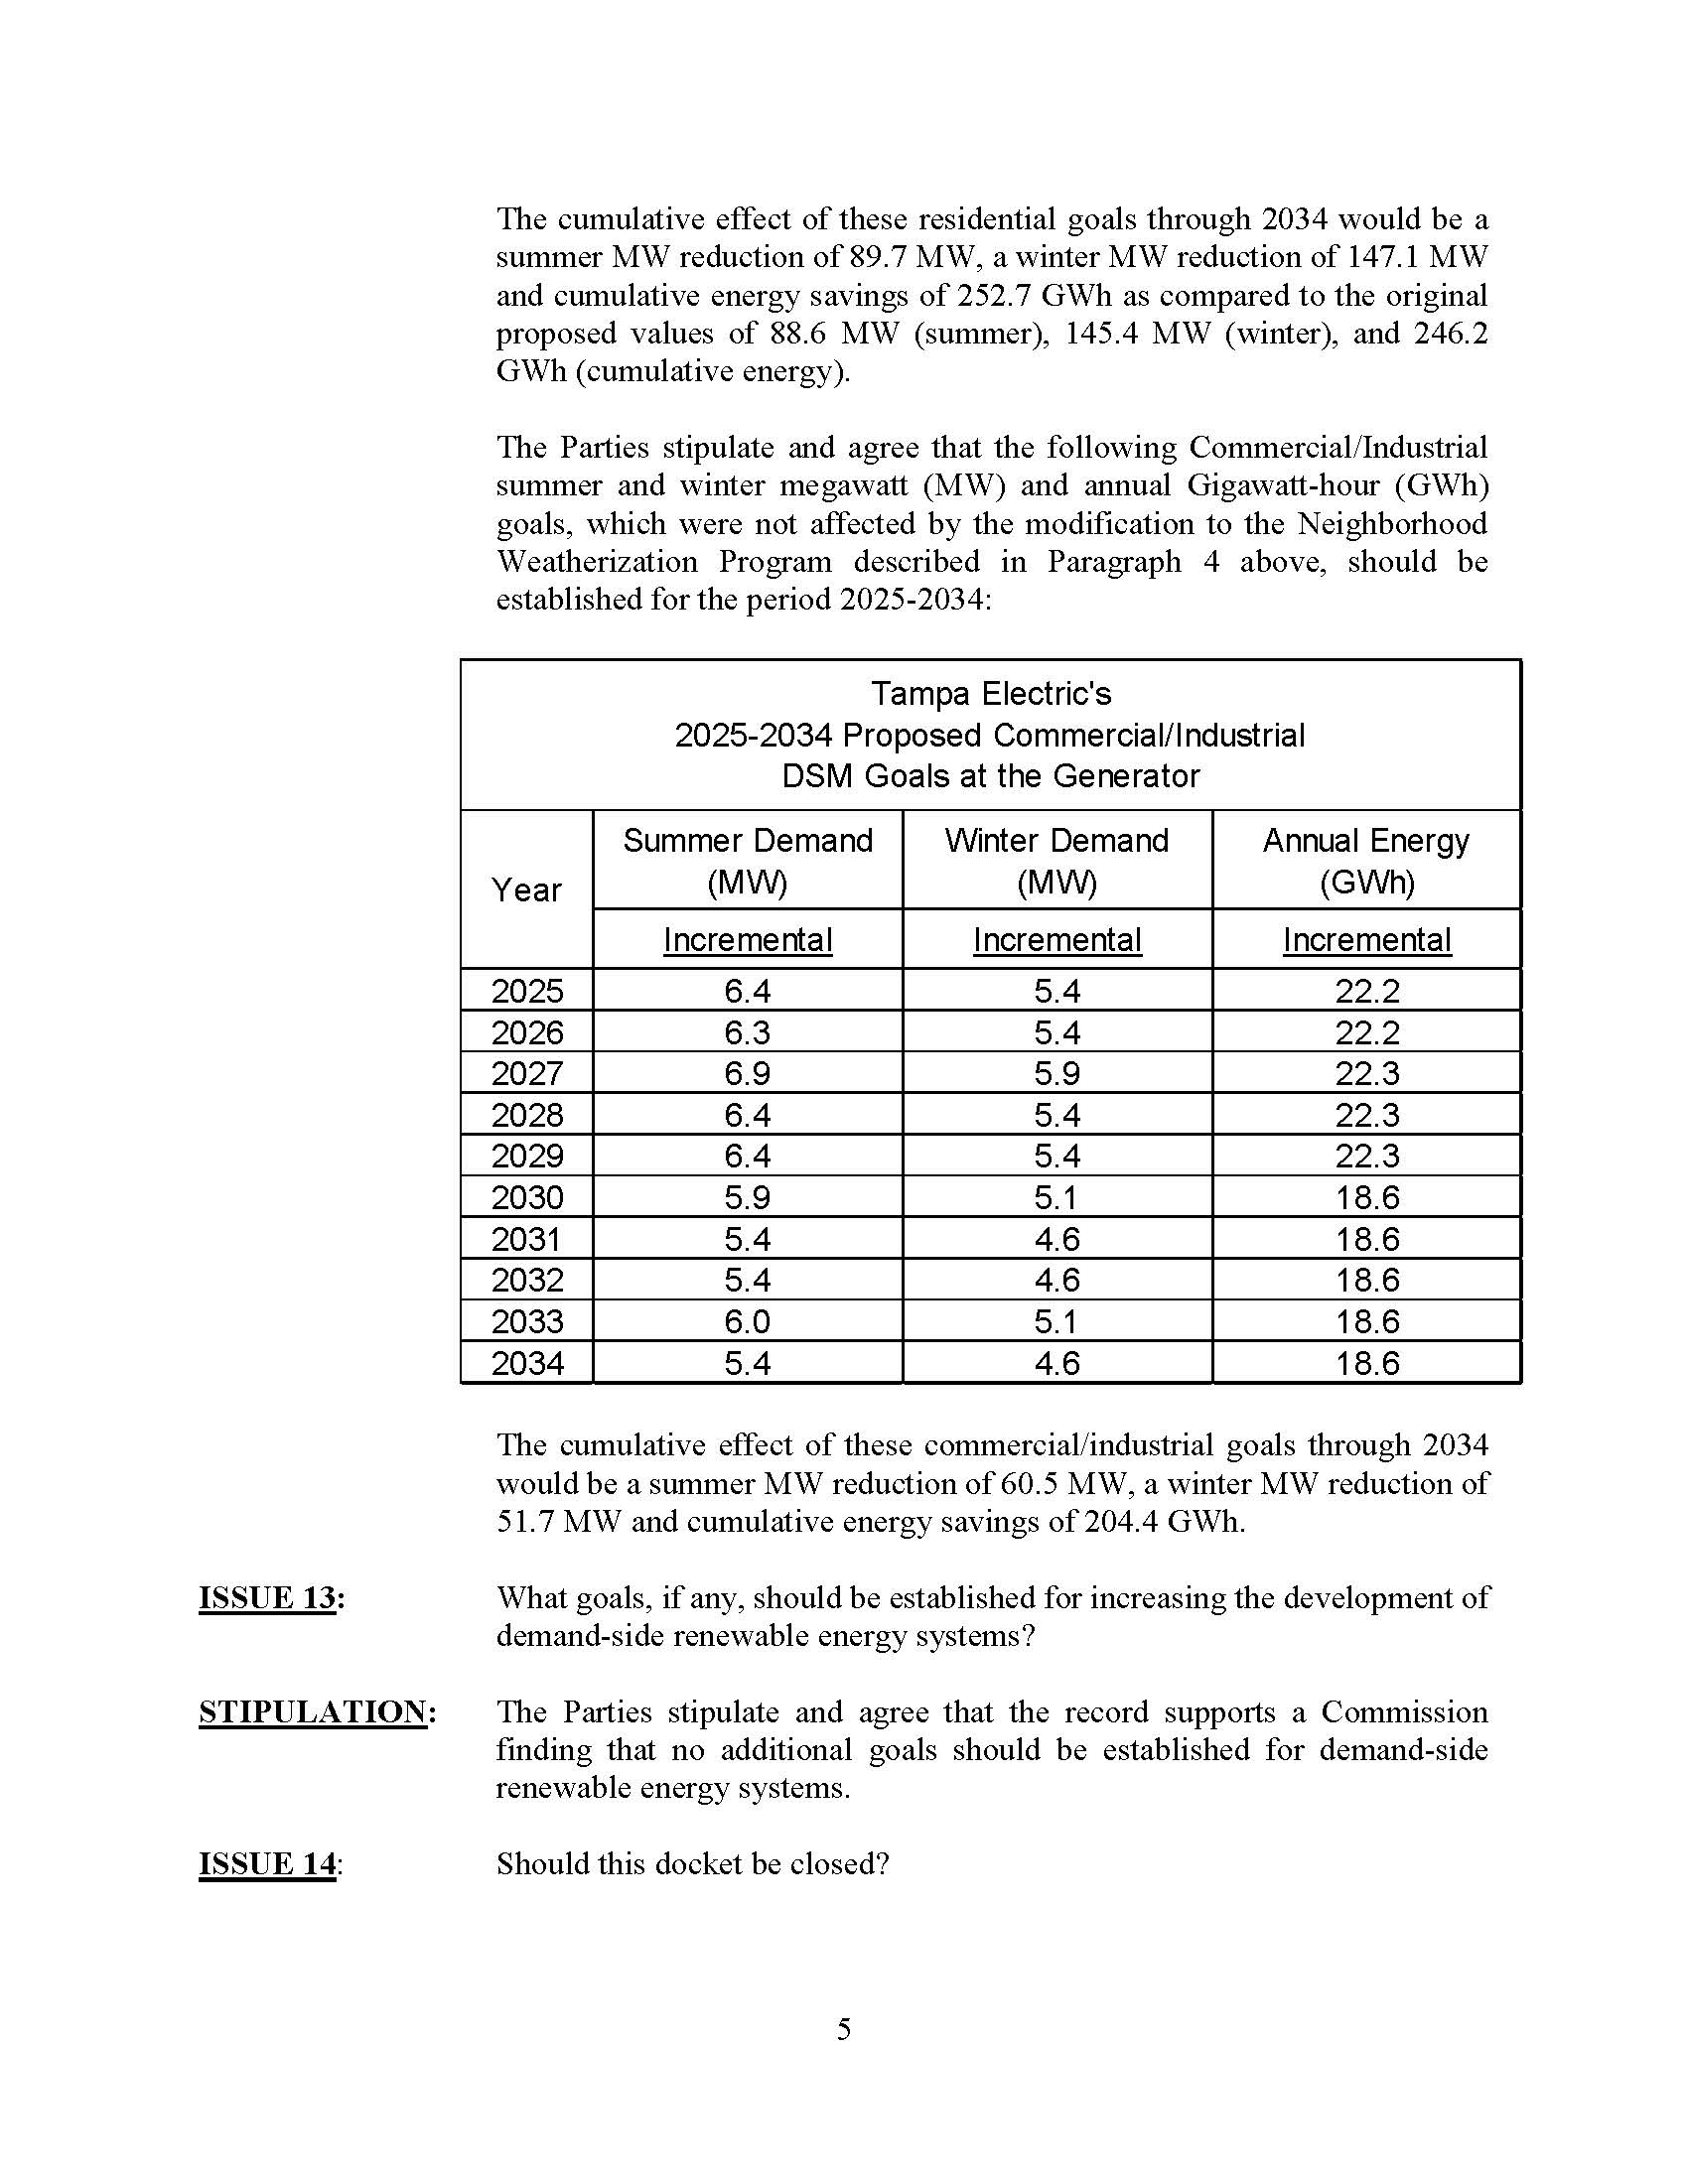 The cumulative effect of these residential goals through 2034 would be a
summer MW reduction of 89.7 MW, a winter MW reduction of 147.1 MW
and cumulative energy savings of 252.7 GWh as compared to the original
proposed values of 88.6 MW (summer), 145.4 MW (winter), and 246.2
GWh (cumulative energy).
The Parties stipulate and agree that the following Commercial/Industrial
summer and winter megawatt (MW) and annual Gigawatt-hour (GWh)
goals, which were not affected by the modification to the Neighborhood
Weatherization Program described in Paragraph 4 above, should be
established for the period 2025-2034:
Tampa Electric's
2025-2034 Proposed Commercial/Industrial
DSM Goals at the Generator
Year Summer Demand (MW) Winter Demand (MW) Annual Energy (GWh)
Incremental Incremental Incremental
2025 6.4 5.4 22.2
2026 6.3 5.4 22.2
2027 6.9 5.9 22.3
2028 6.4 5.4 22.3
2029 6.4 5.4 22.3
2030 5.9 5.1 18.6
2031 5.4 4.6 18.6
2032 5.4 4.6 18.6
2033 6.0 5.1 18.6
2034 5.4 4.6 18.6
The cumulative effect of these commercial/industrial goals through 2034
would be a summer MW reduction of 60.5 MW, a winter MW reduction of
51.7 MW and cumulative energy savings of 204.4 GWh.
ISSUE 13: What goals, if any, should be established for increasing the development of
demand-side renewable energy systems?
STIPULATION: The Parties stipulate and agree that the record supports a Commission
finding that no additional goals should be established for demand-side
renewable energy systems.
ISSUE 14: Should this docket be closed?
5